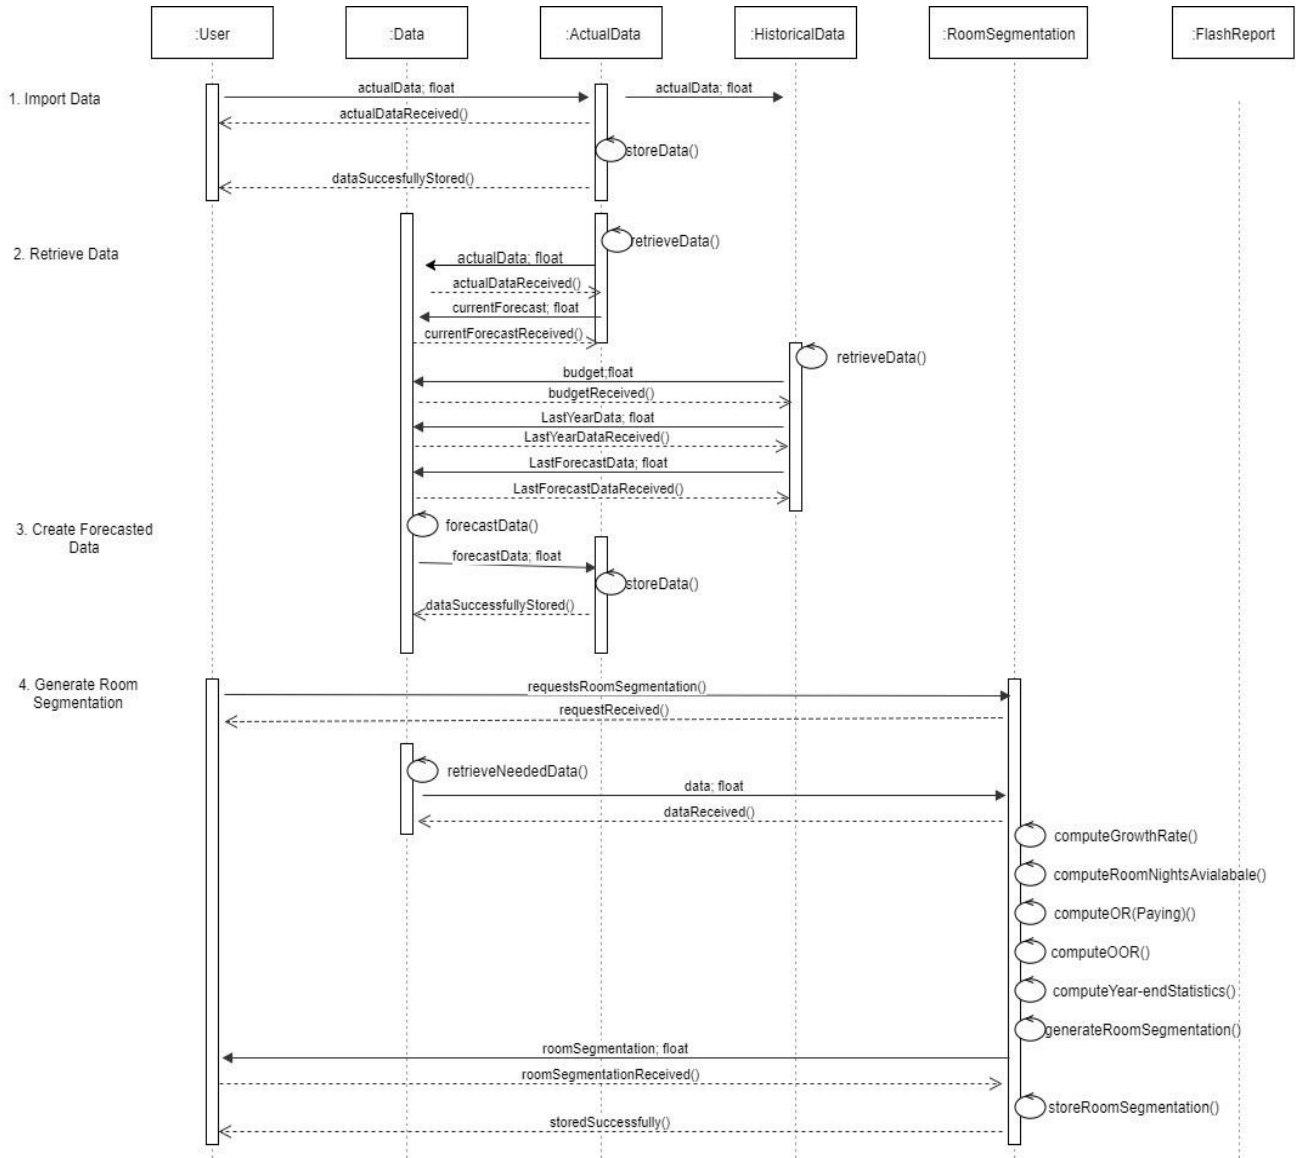 :User
:Data
:ActualData
:HistoricalData
:RoomSegmentation
:FlashReport
1. Import Data
actualData; float
actualData; float
actualDataReceived()
storeData()
dataSuccesfullyStored()
2. Retrieve Data
retrieveData()
actualData; float
actualDataReceived()
currentForecast; float
currentForecastReceived()
retrieveData()
budget;float
budgetReceived()
LastYearData; float
LastYearDataReceived()
LastForecastData; float
LastForecastDataReceived()
3. Create Forecasted
Data
forecastData()
forecastData; float
storeData()
dataSuccessfullyStored()
4. Generate Room
Segmentation
requestsRoomSegmentation()
requestReceived()
retrieveNeededData()
data; float
dataReceived()
computeGrowthRate()
computeRoomNightsAvialabale()
computeOR(Paying)()
computeOOR()
computeYear-endStatistics()
generateRoomSegmentation()
roomSegmentation; float
roomSegmentationReceived()
storeRoomSegmentation()
storedSuccessfully()